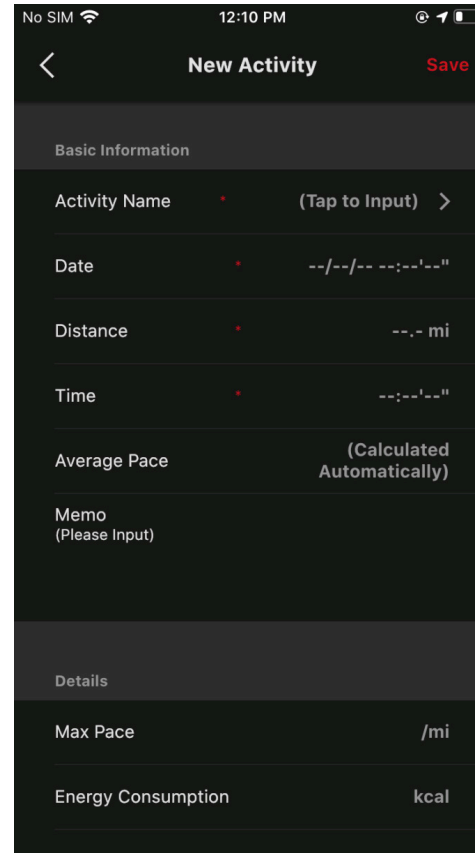 No SIM 12:10 PM
New Activity Save
Basic Information
Activity Name * (Tap to Input) >
Date * --/--/-- --:--'--"
Distance * --.- mi
Time * --:--'--"
Average Pace (Calculated
Automatically)
Memo
(Please Input)
Details
Max Pace /mi
Energy Consumption kcal